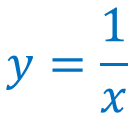 y = 1/x